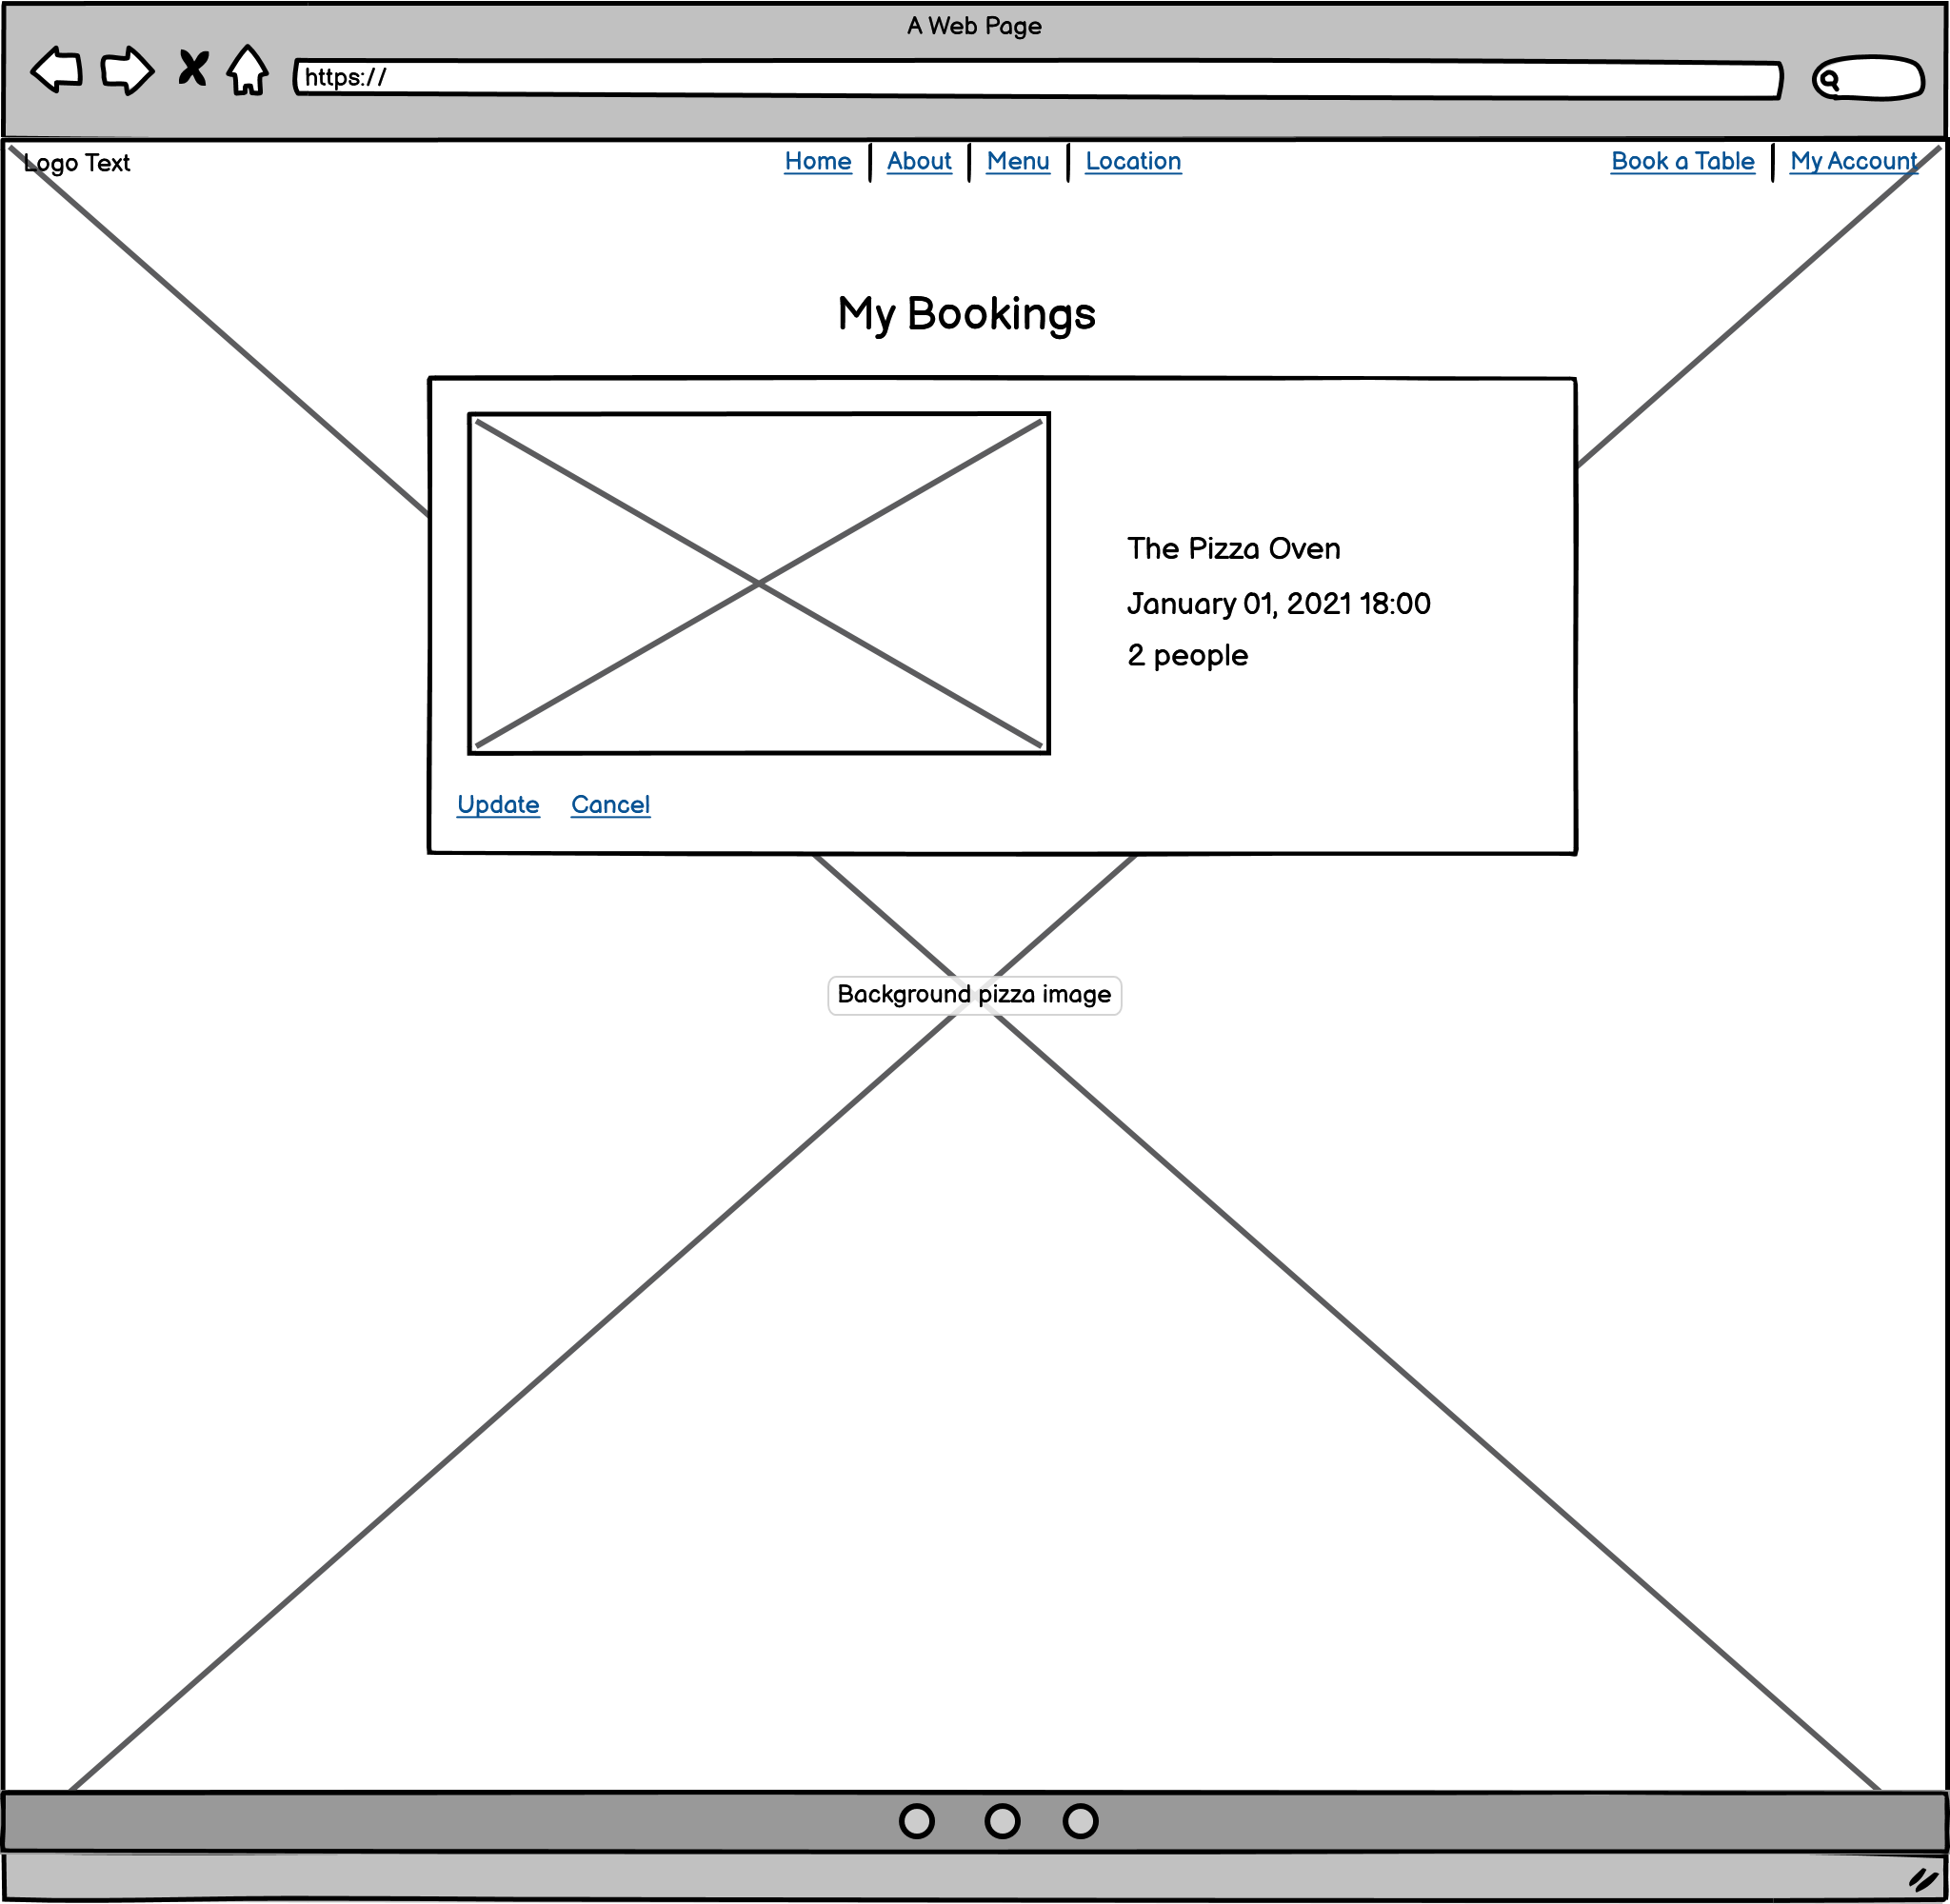 A Web Page
https://
Logo Text Home About Menu Location Book a Table My Account
My Bookings
The Pizza Oven
January 01, 2021 18:00
2 people
Update Cancel
Background pizza image